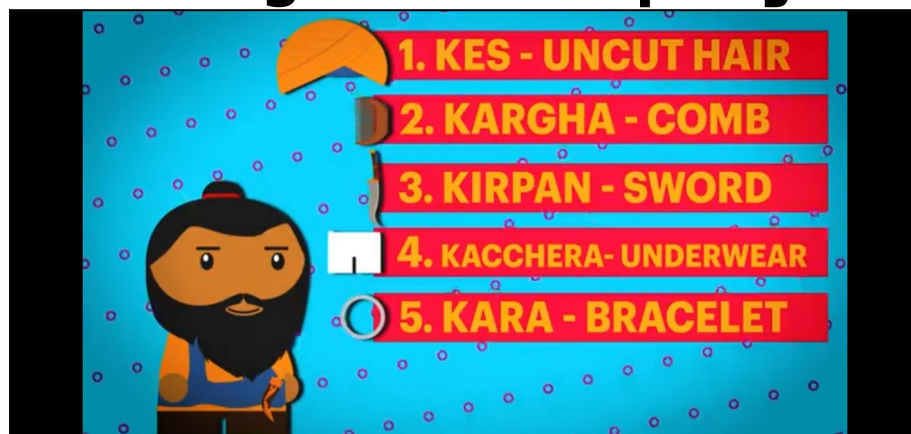 1. KES - UNCUT HAIR
2. KARGHA - COMB
3. KIRPAN - SWORD
4. KACCHERA- UNDERWEAR
5. KARA - BRACELET